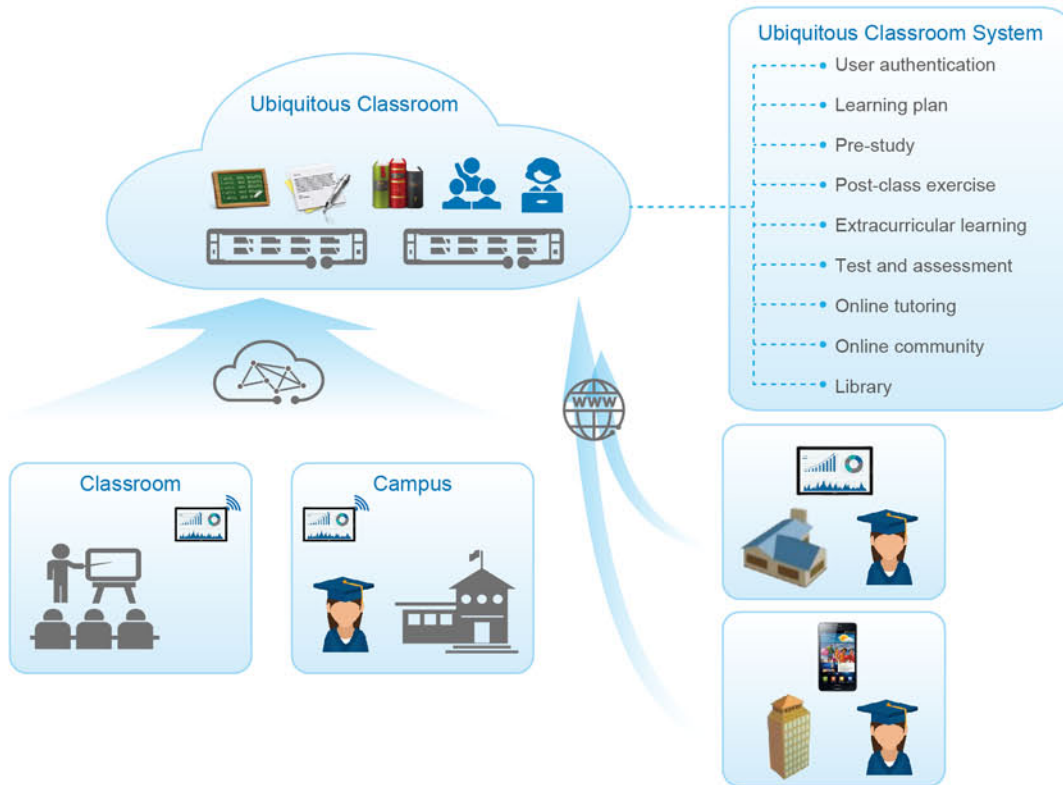 Ubiquitous Classroom System
User authentication
Learning plan
Pre-study
Post-class exercise
Extracurricular learning
Test and assessment
Online tutoring
Online community
Library
Ubiquitous Classroom
WWW
Classroom
Campus